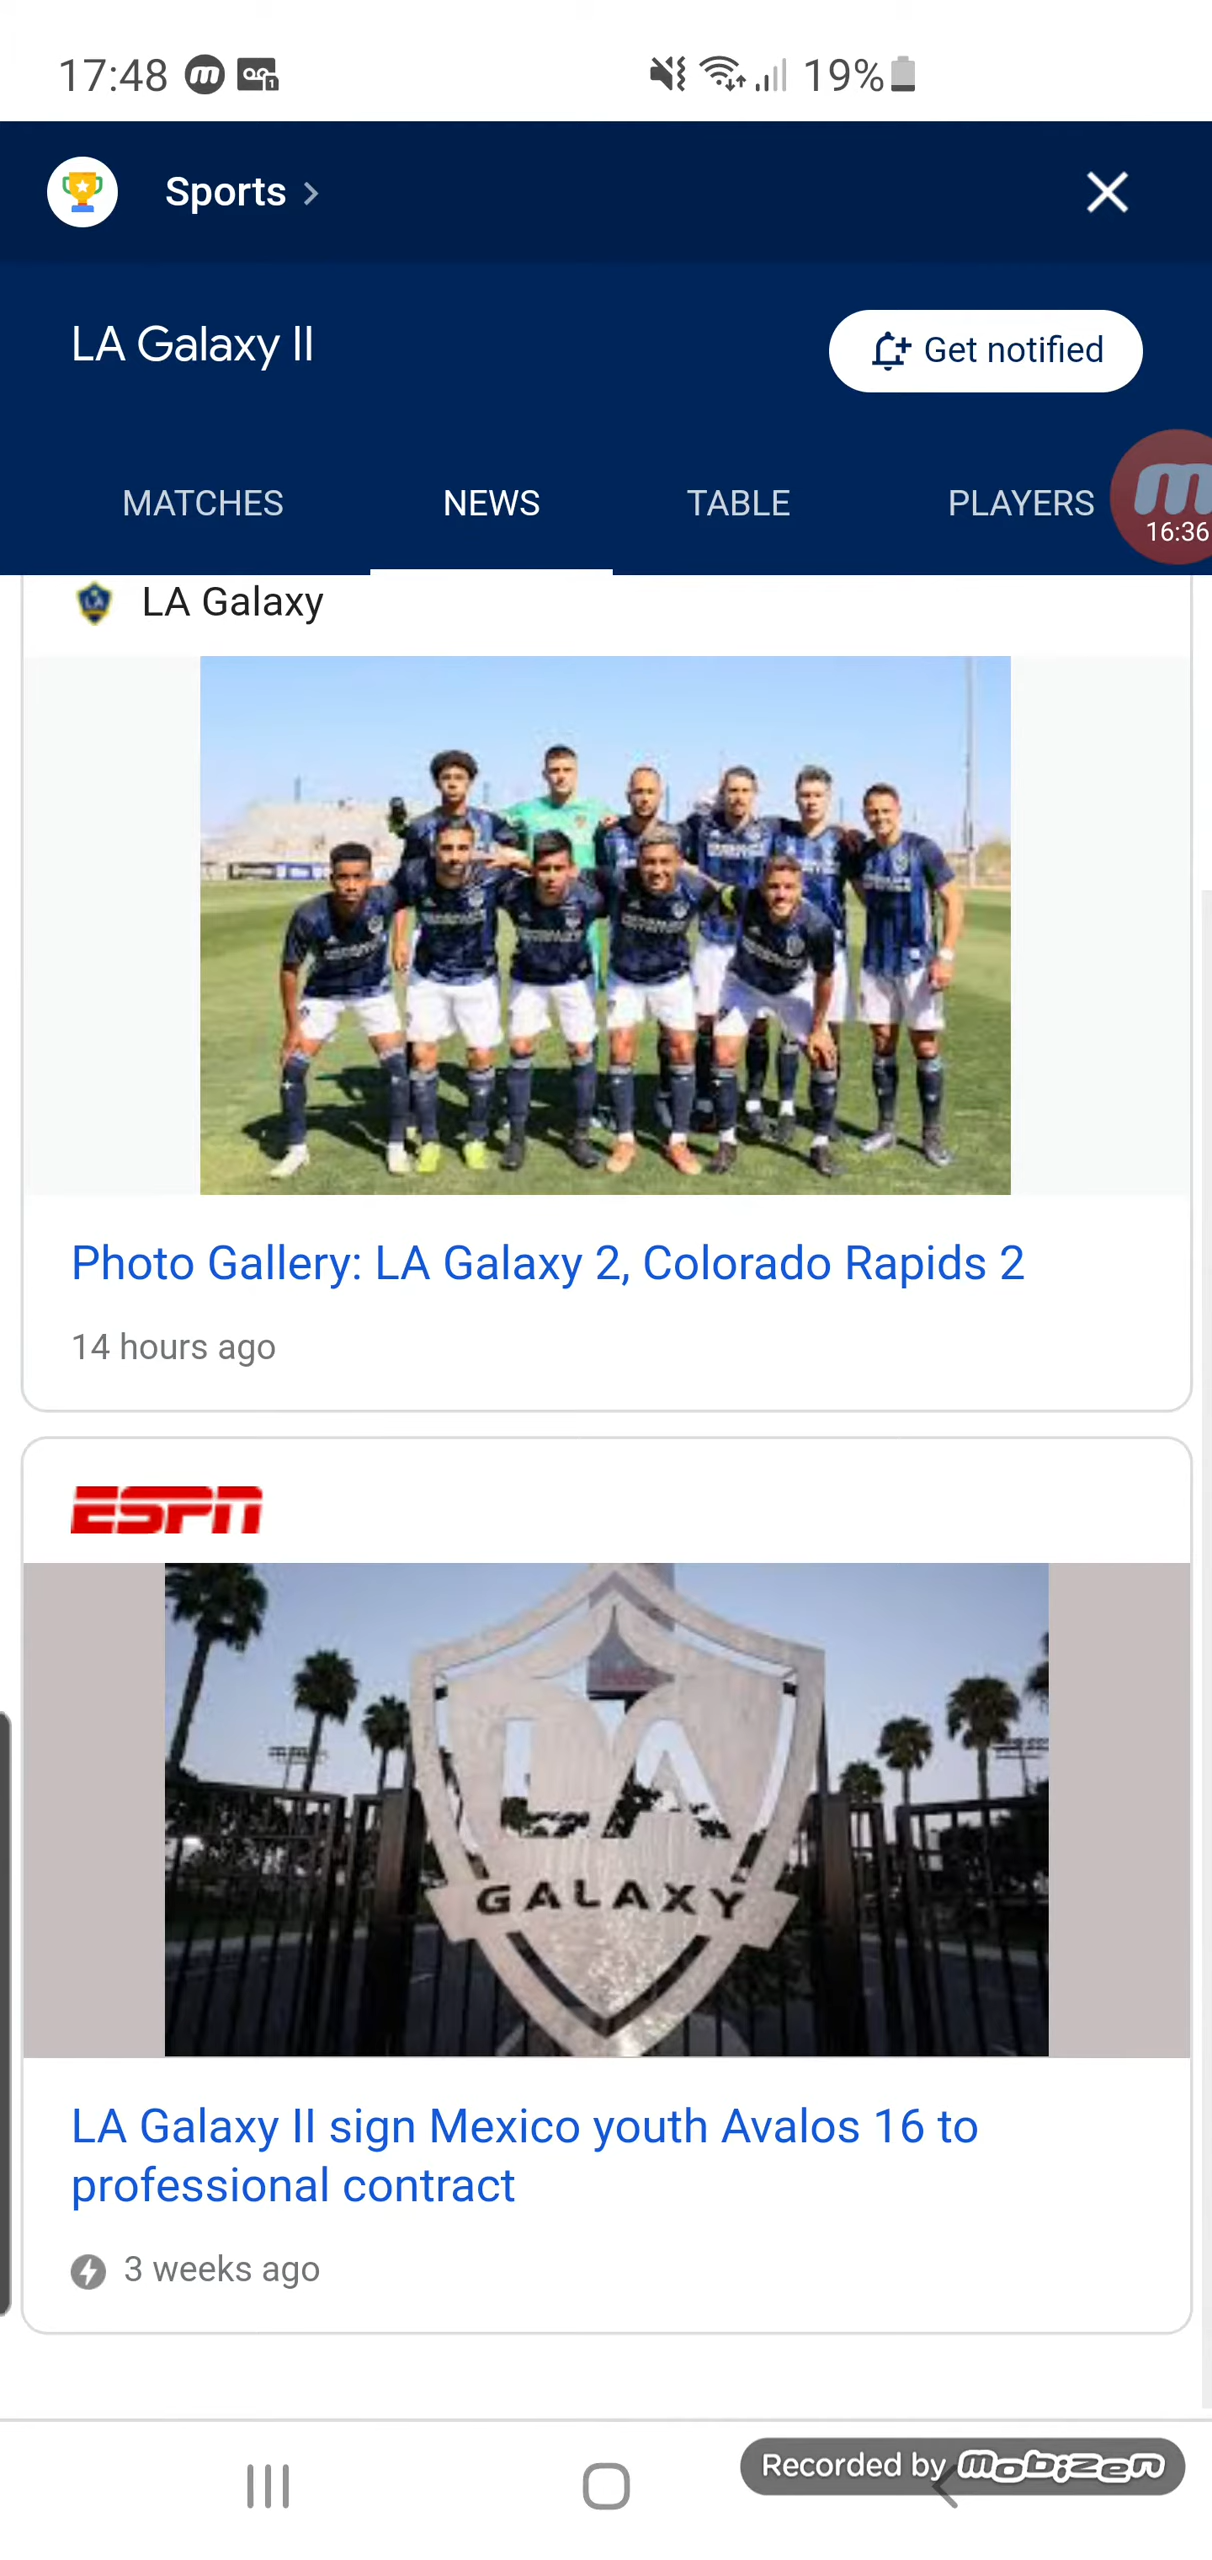 17:48
19%
Sports
LA Galaxy II
Get notified
MATCHES
NEWS
TABLE
PLAYERS
16:36
LA Galaxy
Photo Gallery: LA Galaxy 2, Colorado Rapids 2
14 hours ago
ESPN
LA
GALAXY
LA Galaxy II sign Mexico youth Avalos 16 to
professional contract
3 weeks ago
Recorded by mobizen